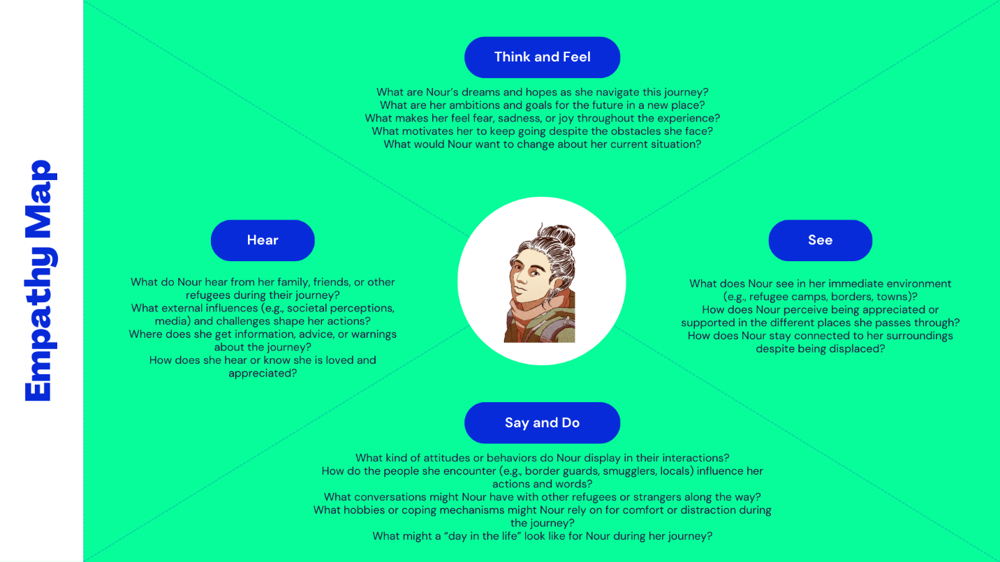 Empathy Map
Think and Feel
What are Nour’s dreams and hopes as she navigate this journey?
What are her ambitions and goals for the future in a new place?
What makes her feel fear, sadness, or joy throughout the experience?
What motivates her to keep going despite the obstacles she face?
What would Nour want to change about her current situation?
Hear
What do Nour hear from her family, friends, or other
refugees during their journey?
What external influences (e.g., societal perceptions,
media) and challenges shape her actions?
Where does she get information, advice, or warnings
about the journey?
How does she hear or know she is loved and
appreciated?
See
What does Nour see in her immediate environment
(e.g., refugee camps, borders, towns)?
How does Nour perceive being appreciated or
supported in the different places she passes through?
How does Nour stay connected to her surroundings
despite being displaced?
Say and Do
What kind of attitudes or behaviors do Nour display in their interactions?
How do the people she encounter (e.g., border guards, smugglers, locals) influence her
actions and words?
What conversations might Nour have with other refugees or strangers along the way?
What hobbies or coping mechanisms might Nour rely on for comfort or distraction during
the journey?
What might a “day in the life” look like for Nour during her journey?